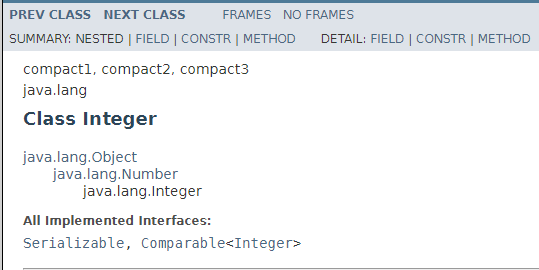 PREV CLASS NEXT CLASS FRAMES NO FRAMES
SUMMARY: NESTED | FIELD | CONSTR | METHOD DETAIL: FIELD | CONSTR | METHOD
compact1, compact2, compact3
java.lang
Class Integer
java.lang.Object
java.lang.Number
java.lang.Integer
All Implemented Interfaces:
Serializable, Comparable<Integer>